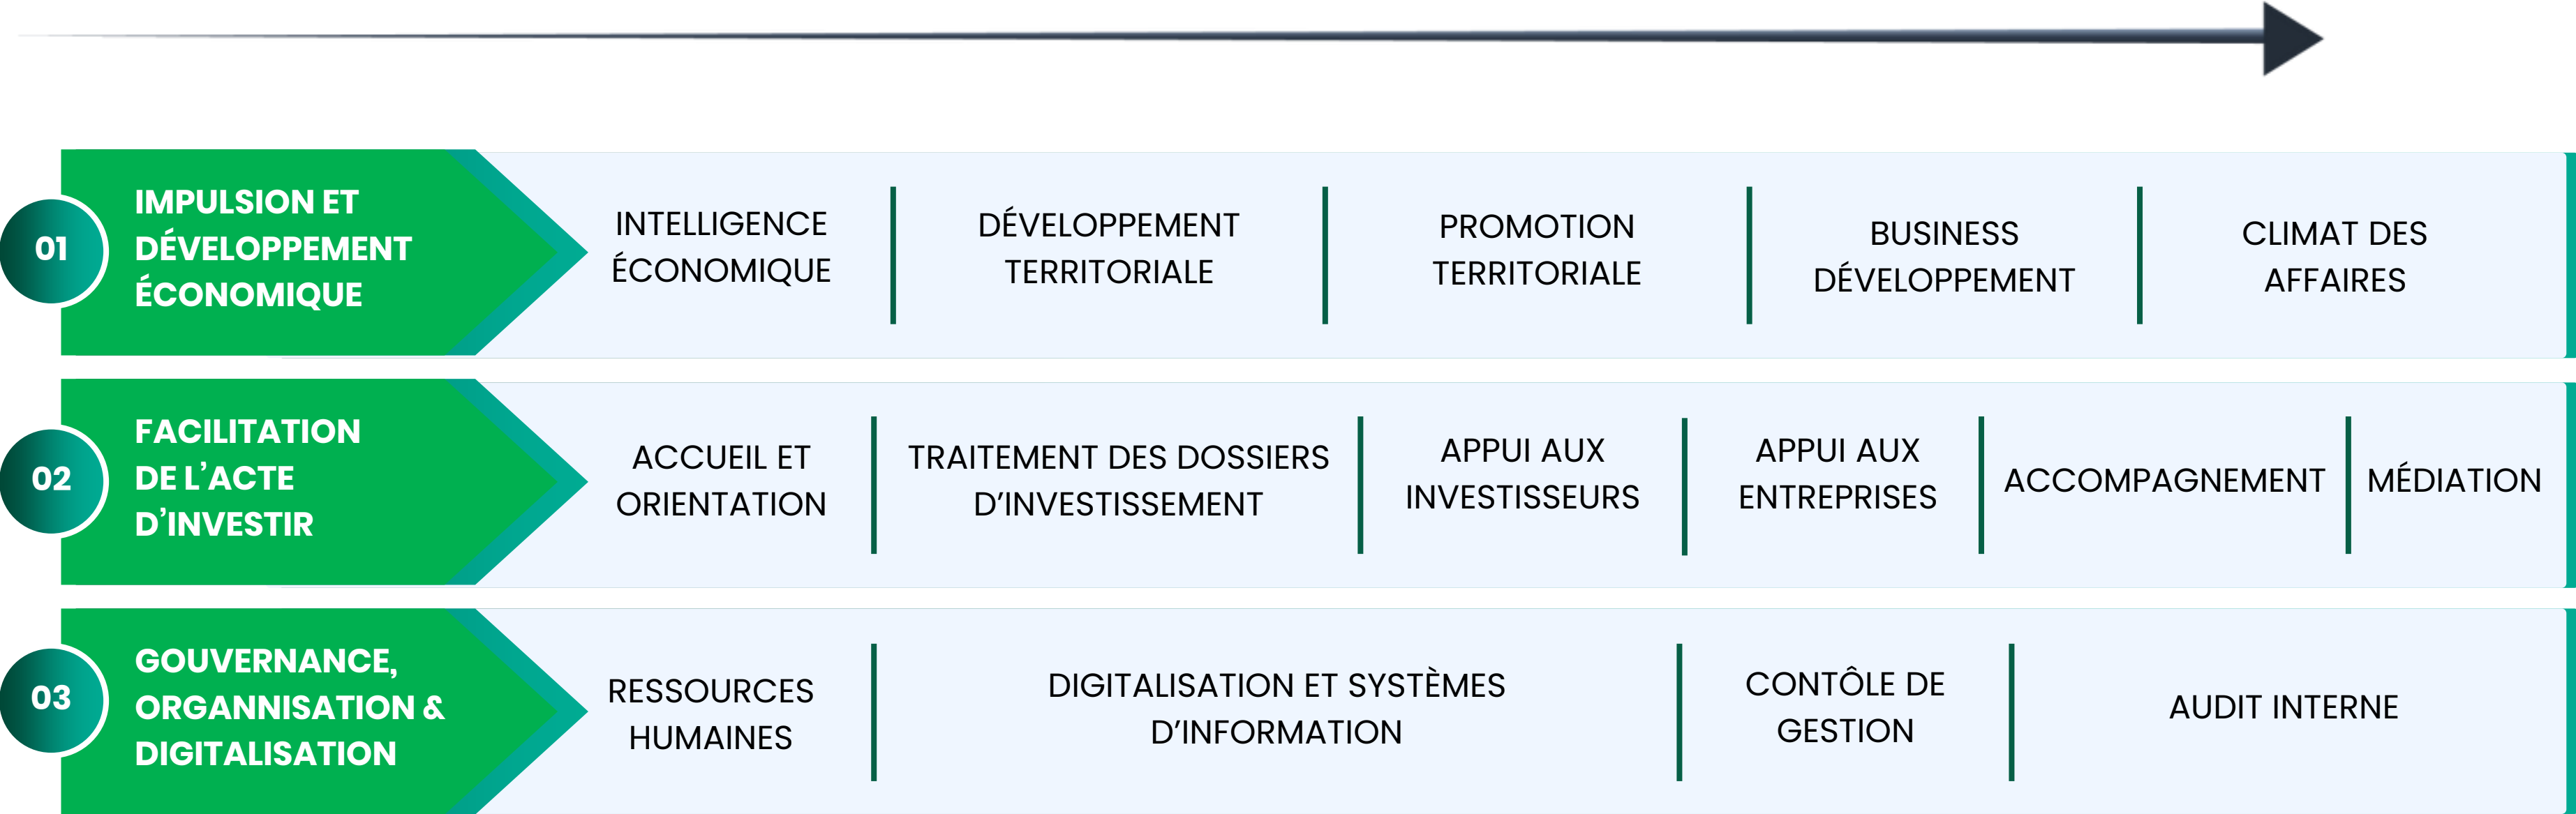 01
IMPULSION ET
DÉVELOPPEMENT
ÉCONOMIQUE
INTELLIGENCE
ÉCONOMIQUE
DÉVELOPPEMENT
TERRITORIALE
PROMOTION
TERRITORIALE
BUSINESS
DÉVELOPPEMENT
CLIMAT DES
AFFAIRES
02
FACILITATION
DE L’ACTE
D’INVESTIR
ACCUEIL ET
ORIENTATION
TRAITEMENT DES DOSSIERS
D’INVESTISSEMENT
APPUI AUX
INVESTISSEURS
APPUI AUX
ENTREPRISES
ACCOMPAGNEMENT
MÉDIATION
03
GOUVERNANCE,
ORGANNISATION &
DIGITALISATION
RESSOURCES
HUMAINES
DIGITALISATION ET SYSTÈMES
D’INFORMATION
CONTÔLE DE
GESTION
AUDIT INTERNE